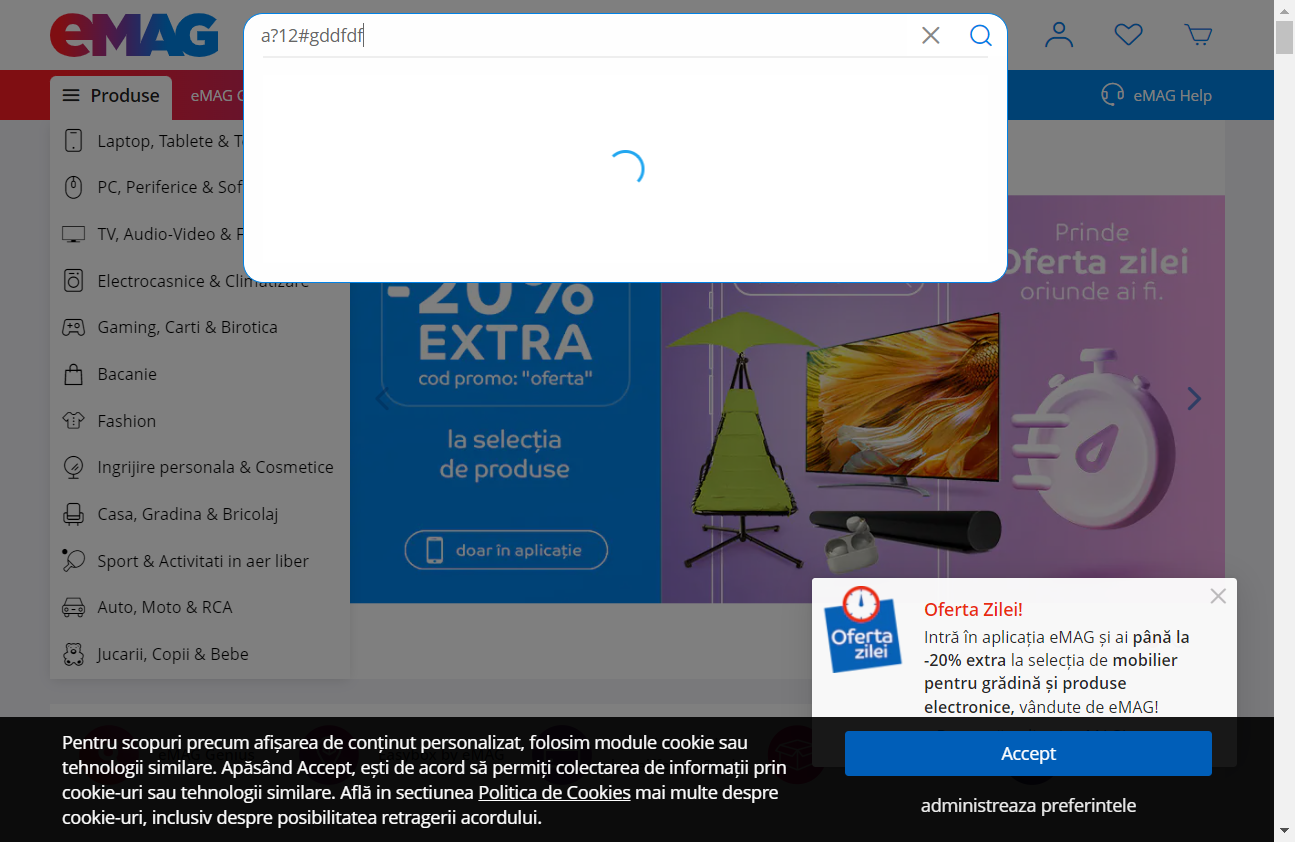 eMAG
a?12#gddfdf
Produse
eMAG
eMAG Help
Laptop, Tablete &
PC, Periferice &
TV, Audio-Video &
Electrocasnice & Climatizare
Gaming, Carti & Birotica
Bacanie
Fashion
Ingrijire personala & Cosmetice
Casa, Gradina & Bricolaj
Sport & Activitati in aer liber
Auto, Moto & RCA
Jucarii, Copii & Bebe
-20%
EXTRA
cod promo: "oferta"
la selecția
de produse
doar în aplicație
Prinde
Oferta zilei
oriunde ai fi.
Oferta
zilei
Oferta Zilei!
Intră în aplicația eMAG și ai până la
-20% extra la selecția de mobilier
pentru grădină și produse
electronice, vândute de eMAG!
Pentru scopuri precum afișarea de conținut personalizat, folosim module cookie sau
tehnologii similare. Apăsând Accept, ești de acord să permiți colectarea de informații prin
cookie-uri sau tehnologii similare. Află in sectiunea Politica de Cookies mai multe despre
cookie-uri, inclusiv despre posibilitatea retragerii acordului.
Accept
administreaza preferintele